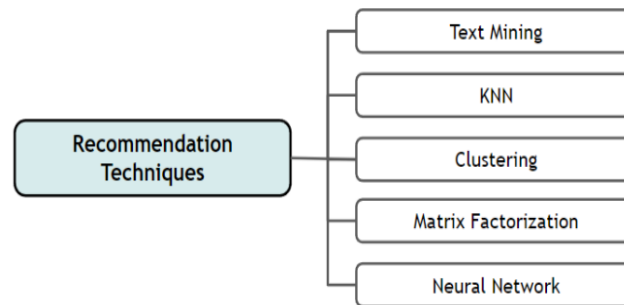 Recommendation
Techniques
Text Mining
KNN
Clustering
Matrix Factorization
Neural Network